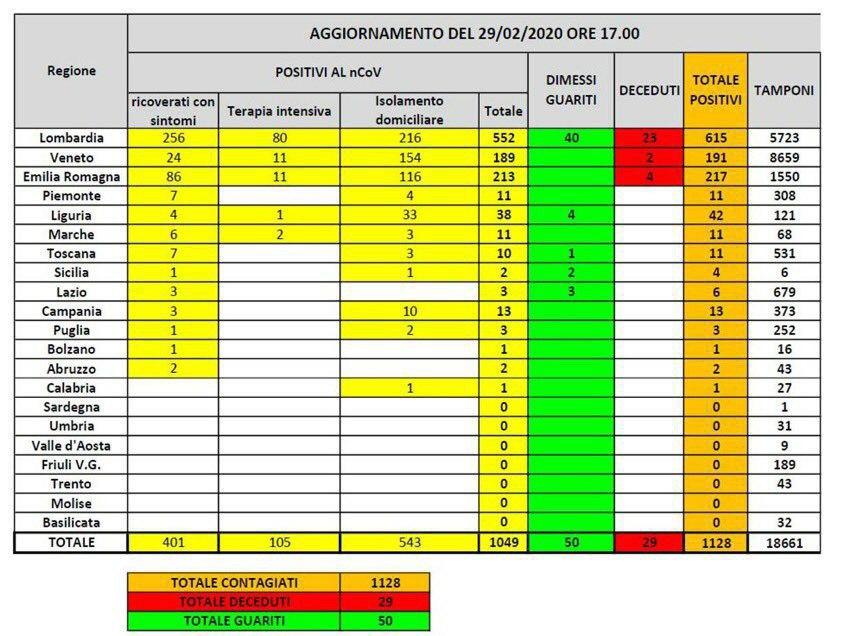 AGGIORNAMENTO DEL 29/02/2020 ORE 17.00
Regione POSITIVI AL nCoV DIMESSI GUARITI DECEDUTI TOTALE POSITIVI TAMPONI
ricoverati con sintomi Terapia intensiva Isolamento domiciliare Totale
Lombardia 256 80 216 552 40 23 615 5723
Veneto 24 11 154 189 2 191 8659
Emilia Romagna 86 11 116 213 4 217 1550
Piemonte 7 4 11 11 308
Liguria 4 1 33 38 4 42 121
Marche 6 2 3 11 11 68
Toscana 7 3 10 1 11 531
Sicilia 1 1 2 2 4 6
Lazio 3 3 3 6 679
Campania 3 10 13 13 373
Puglia 1 2 3 3 252
Bolzano 1 1 1 16
Abruzzo 2 2 2 43
Calabria 1 1 1 27
Sardegna 0 0 1
Umbria 0 0 31
Valle d'Aosta 0 0 9
Friuli V.G. 0 0 189
Trento 0 0 43
Molise 0 0
Basilicata 0 0 32
TOTALE 401 105 543 1049 50 29 1128 18661
TOTALE CONTAGIATI 1128
TOTALE DECEDUTI 29
TOTALE GUARITI 50